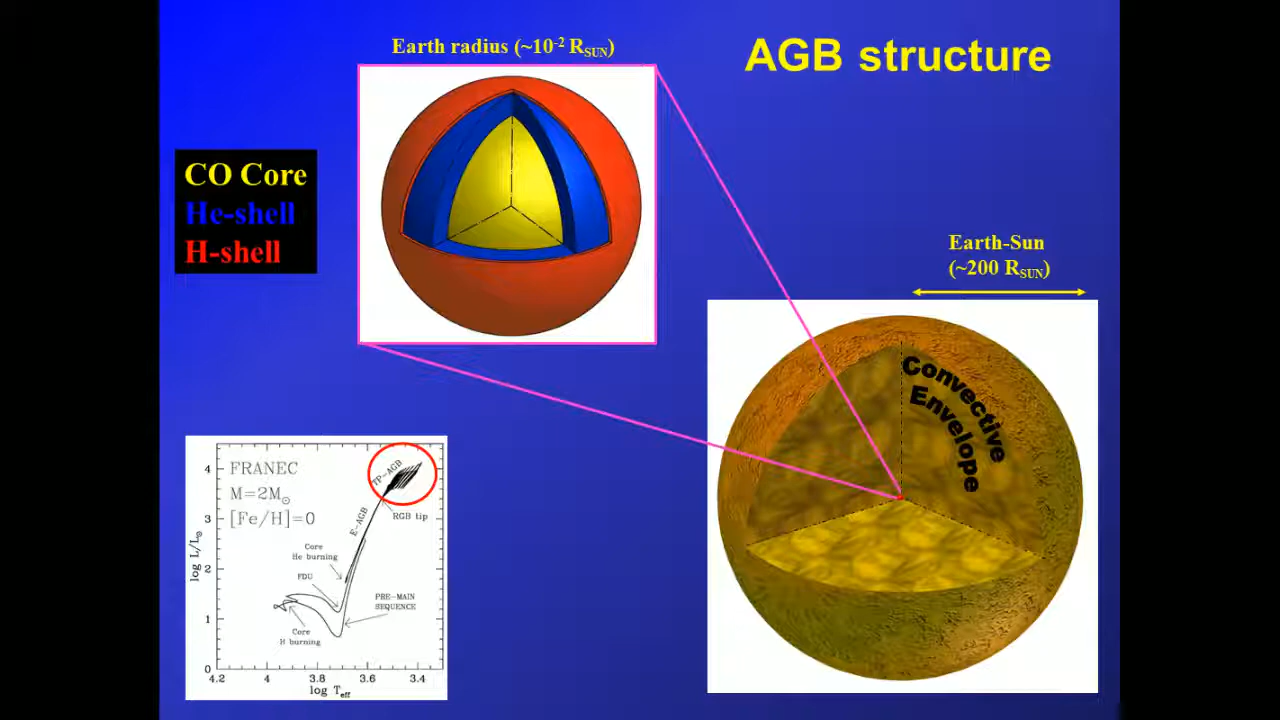 AGB structure
Earth radius (~10⁻² R_SUN)
CO Core
He-shell
H-shell
Earth-Sun
(~200 R_SUN)
Convective
Envelope
FRANEC
M=2M⊙
[Fe/H]=0
TP-AGB
RGB tip
E-AGB
Core
He burning
FDU
PRE-MAIN
SEQUENCE
Core
H burning
log L/L⊙
4
3
2
1
0
4.2 4 3.8 3.6 3.4
log T_eff